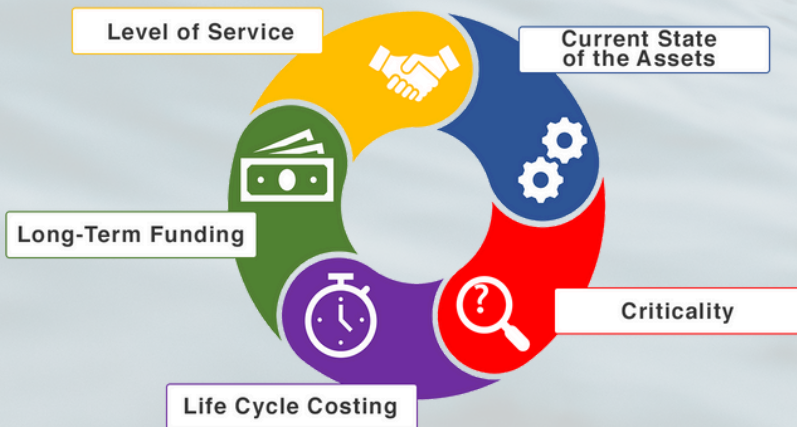 Level of Service
Current State
of the Assets
Long-Term Funding
?
Criticality
Life Cycle Costing